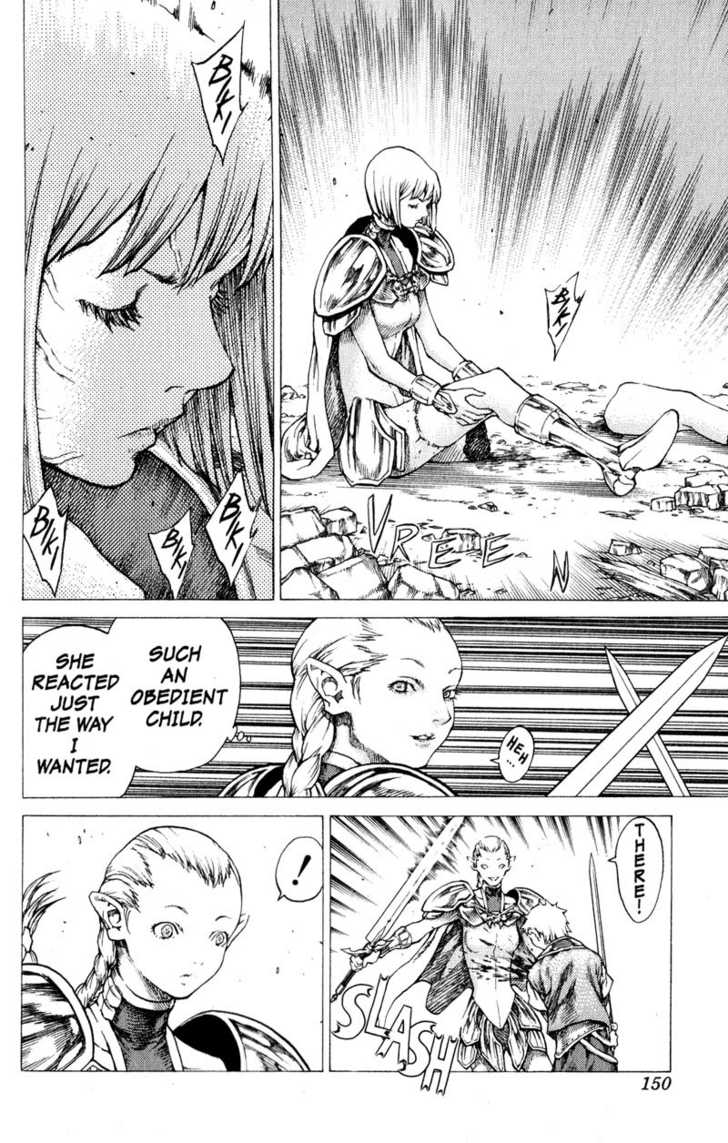 BIKI
BIKI
BIKI
BIKI
BIKI
VREEN
SUCH
AN
OBEDIENT
CHILD.
SHE
REACTED
JUST
THE WAY
I
WANTED.
HEH
...
!
THERE!
SLASH
150